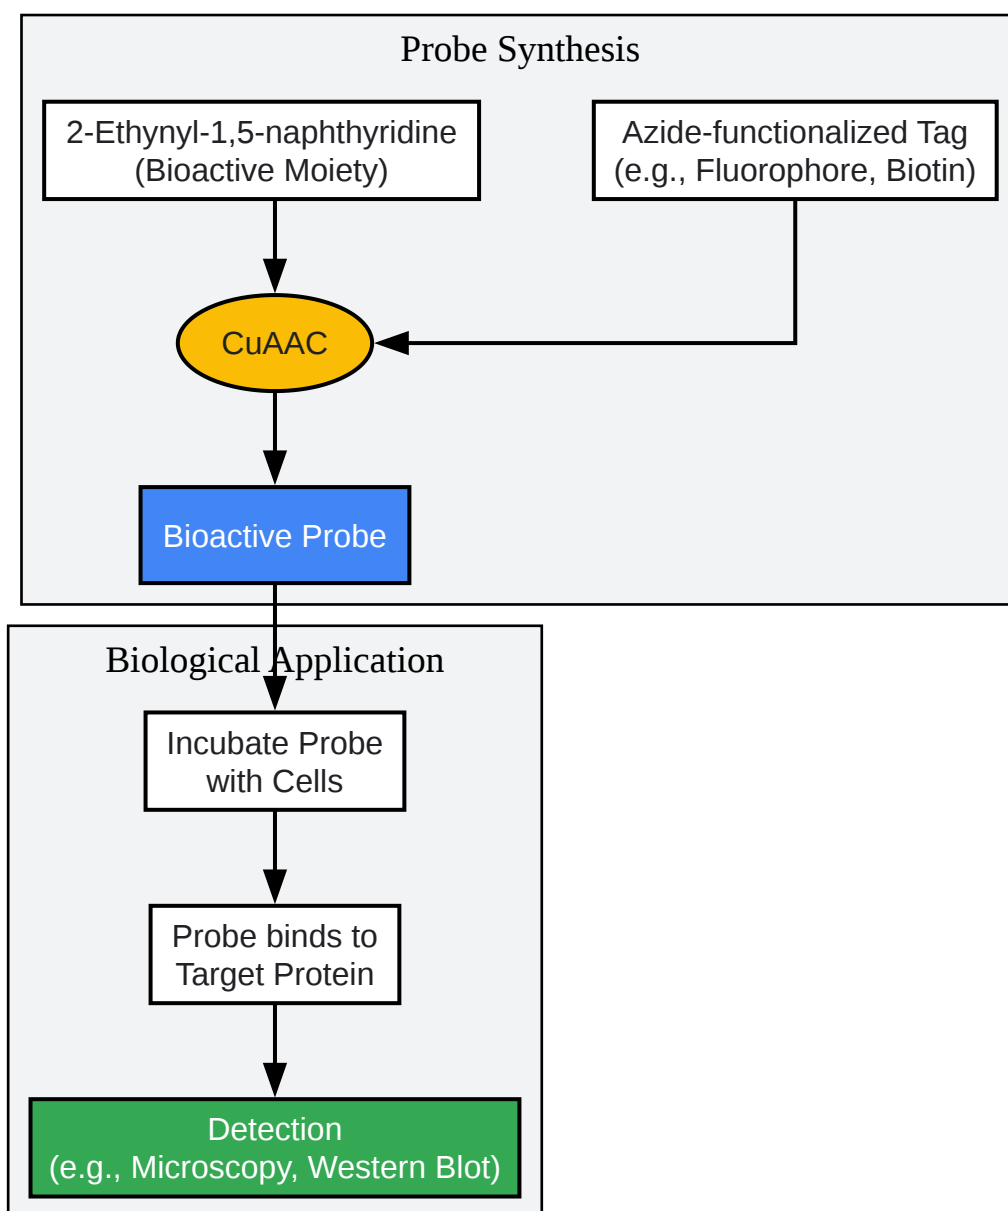 Probe Synthesis
2-Ethynyl-1,5-naphthyridine
(Bioactive Moiety)
Azide-functionalized Tag
(e.g., Fluorophore, Biotin)
CuAAC
Bioactive Probe
Biological Application
Incubate Probe
with Cells
Probe binds to
Target Protein
Detection
(e.g., Microscopy, Western Blot)